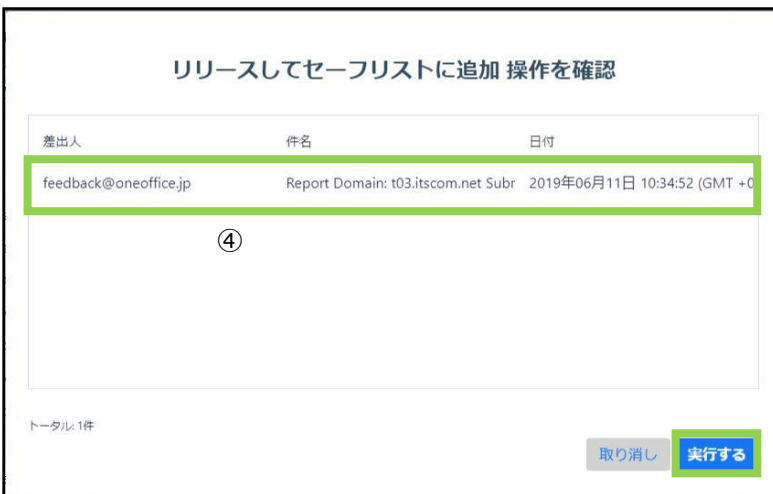 リリースしてセーフリストに追加 操作を確認
差出人 件名 日付
feedback@oneoffice.jp Report Domain: t03.itscom.net Subr 2019年06月11日 10:34:52 (GMT +0
④
トータル: 1件
取り消し 実行する